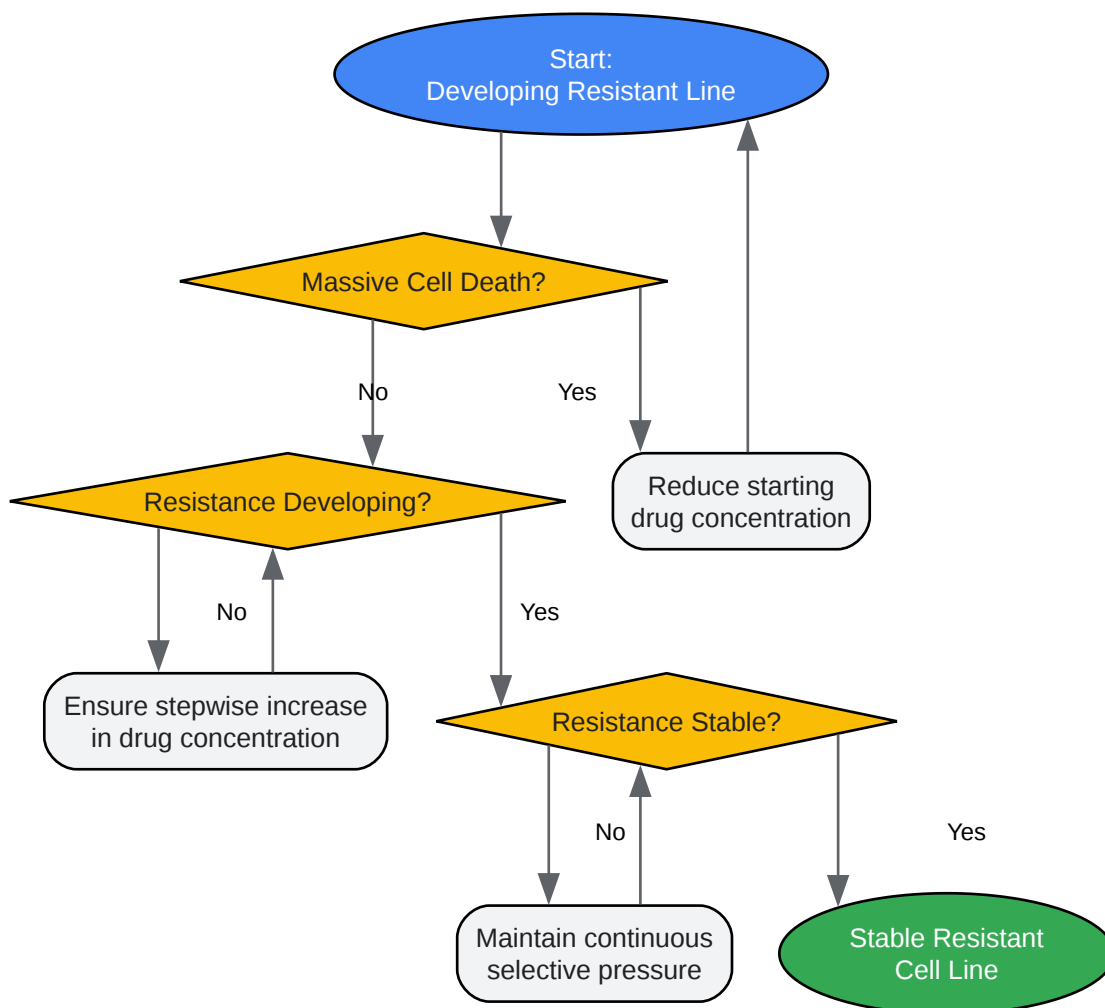 Start:
Developing Resistant Line
Massive Cell Death?
No
Yes
Resistance Developing?
Reduce starting
drug concentration
No
Yes
Ensure stepwise increase
in drug concentration
Resistance Stable?
No
Yes
Maintain continuous
selective pressure
Stable Resistant
Cell Line